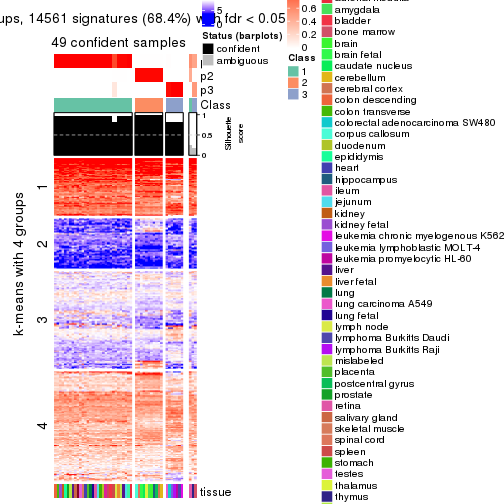 ups, 14561 signatures (68.4%) with fdr < 0.05
49 confident samples
p2
p3
Class
1
0.5
0
Silhouette
score
k-means with 4 groups
1
2
3
4
tissue
5
0
Status (barplots)
confident
ambiguous
0.6
0.4
0.2
0
Class
1
2
3
amygdala
bladder
bone marrow
brain
brain fetal
caudate nucleus
cerebellum
cerebral cortex
colon descending
colon transverse
colorectal adenocarcinoma SW480
corpus callosum
duodenum
epididymis
heart
hippocampus
ileum
jejunum
kidney
kidney fetal
leukemia chronic myelogenous K562
leukemia lymphoblastic MOLT-4
leukemia promyelocytic HL-60
liver
liver fetal
lung
lung carcinoma A549
lung fetal
lymph node
lymphoma Burkitts Daudi
lymphoma Burkitts Raji
mislabeled
placenta
postcentral gyrus
prostate
retina
salivary gland
skeletal muscle
spinal cord
spleen
stomach
testes
thalamus
thymus